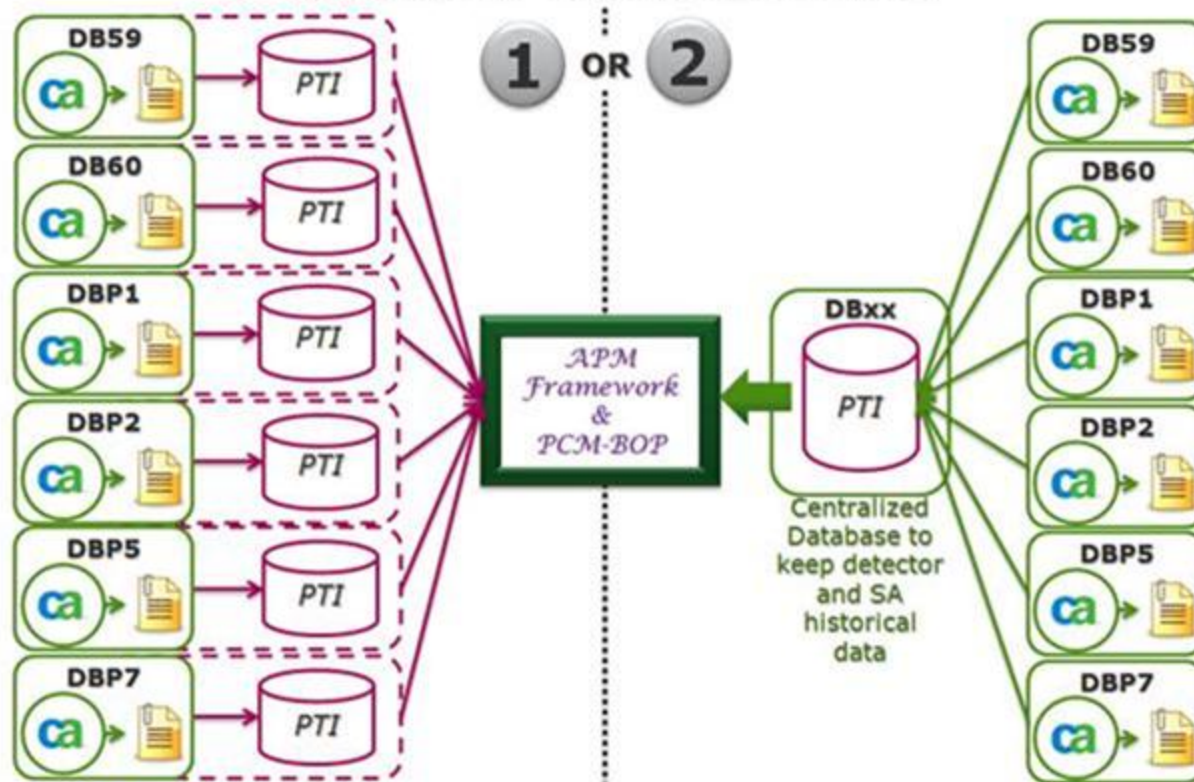 DB59
ca
PTI
DB60
ca
PTI
DBP1
ca
PTI
DBP2
ca
PTI
DBP5
ca
PTI
DBP7
ca
PTI
1 OR 2
APM
Framework
&
PCM-BOP
DBxx
PTI
Centralized
Database to
keep detector
and SA
historical
data
DB59
ca
DB60
ca
DBP1
ca
DBP2
ca
DBP5
ca
DBP7
ca